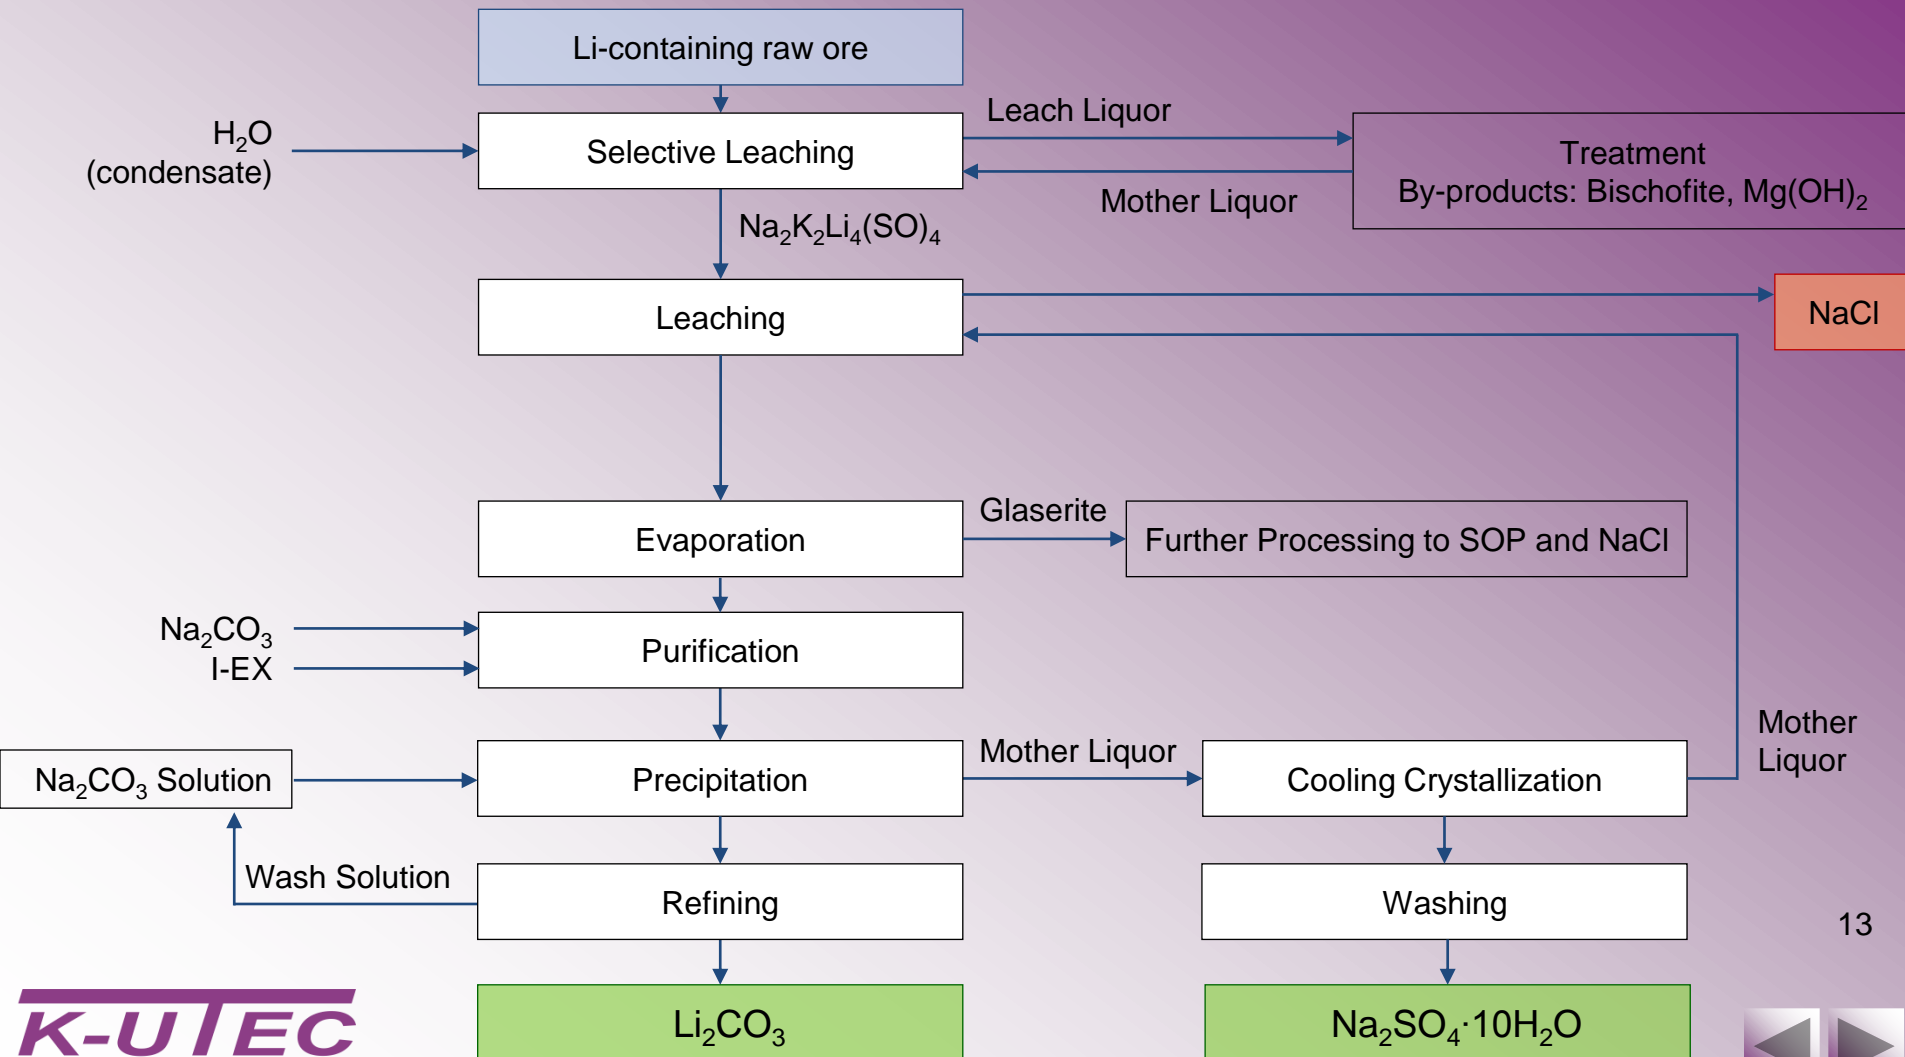 Li-containing raw ore
H₂O
(condensate)
Selective Leaching
Leach Liquor
Mother Liquor
Treatment
By-products: Bischofite, Mg(OH)₂
Na₂K₂Li₄(SO)₄
Leaching
NaCl
Evaporation
Glaserite
Further Processing to SOP and NaCl
Na₂CO₃
I-EX
Purification
Na₂CO₃ Solution
Precipitation
Mother Liquor
Cooling Crystallization
Mother
Liquor
Wash Solution
Refining
Washing
13
Li₂CO₃
Na₂SO₄·10H₂O
K-UTEC